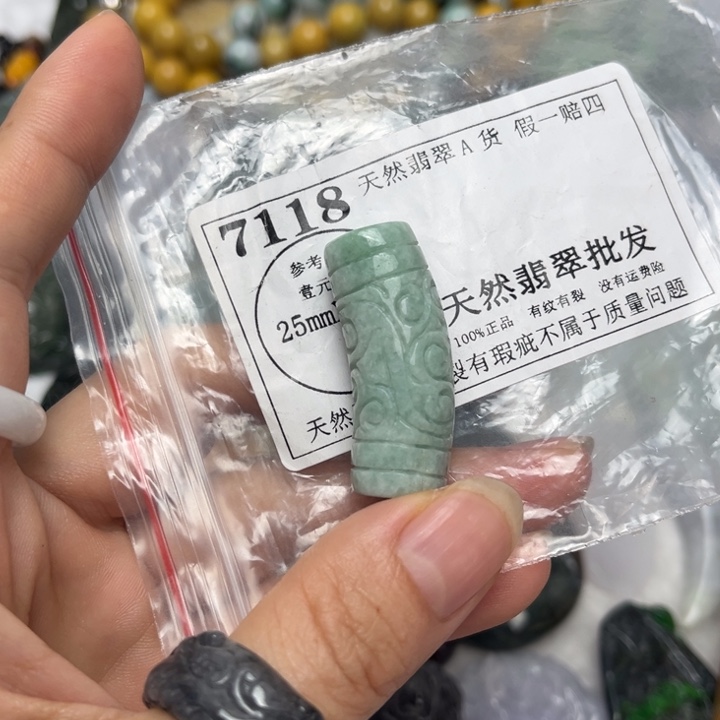 7118 天然翡翠A货 假一赔四
参考
壹元
25mm
天然翡翠批发
100%正品 有纹有裂 没有运费险
裂有瑕疵不属于质量问题
天然